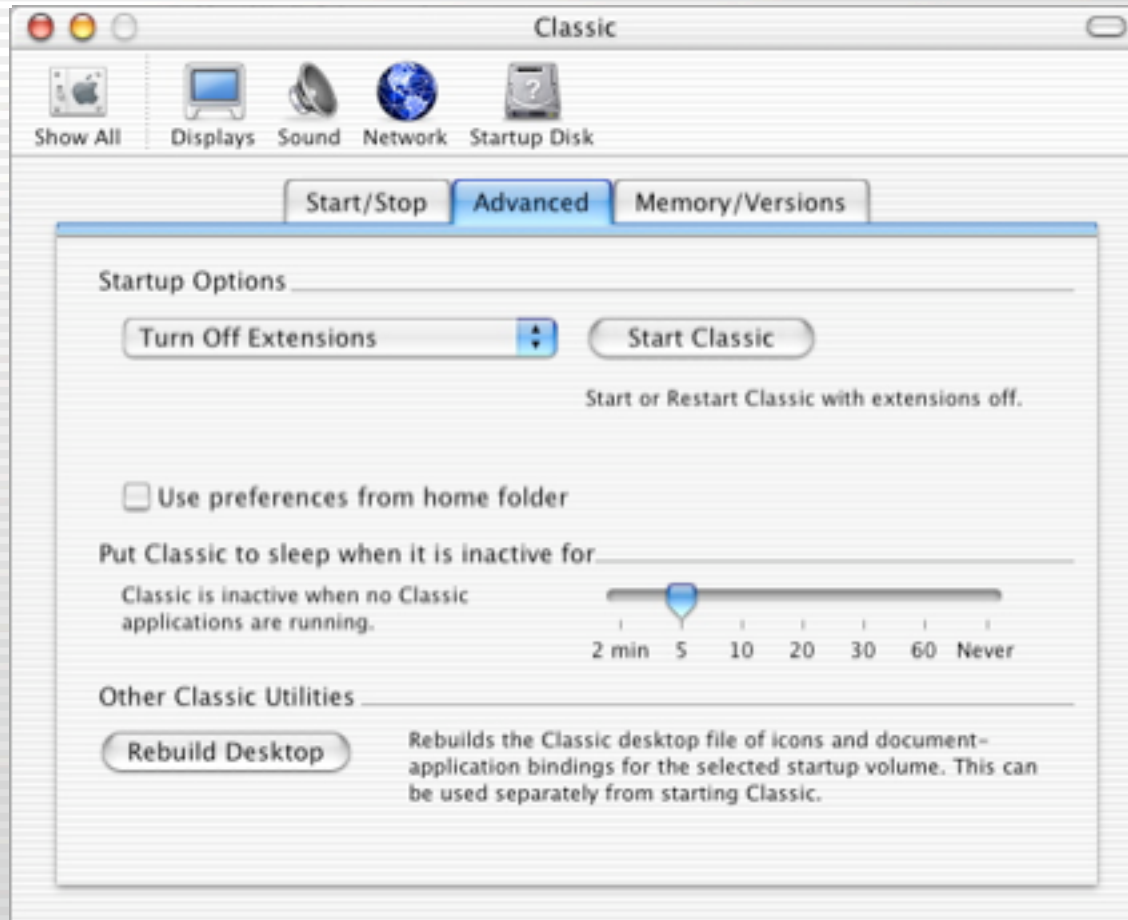 Classic
Show All Displays Sound Network Startup Disk
Start/Stop Advanced Memory/Versions
Startup Options
Turn Off Extensions Start Classic
Start or Restart Classic with extensions off.
Use preferences from home folder
Put Classic to sleep when it is inactive for
Classic is inactive when no Classic
applications are running.
2 min 5 10 20 30 60 Never
Other Classic Utilities
Rebuild Desktop
Rebuilds the Classic desktop file of icons and document-
application bindings for the selected startup volume. This can
be used separately from starting Classic.